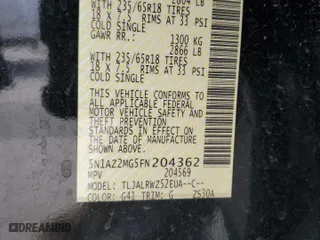 2804 LB
WITH 235/65R18 TIRES
18 X 7.5 RIMS AT 33 PSI
COLD SINGLE
GAWR RR.: 1300 KG
2866 LB
WITH 235/65R18 TIRES
18 X 7.5 RIMS AT 33 PSI
COLD SINGLE
THIS VEHICLE CONFORMS TO
ALL APPLICABLE FEDERAL
MOTOR VEHICLE SAFETY AND
THEFT PREVENTION STANDARDS
IN EFFECT ON THE DATE OF
MANUFACTURE SHOWN ABOVE.
5N1AZ2MG5FN204362
MPV 204569
MODEL: TLJALRWZ52EUA--C--
COLOR: G41 TRIM: G ZS30A